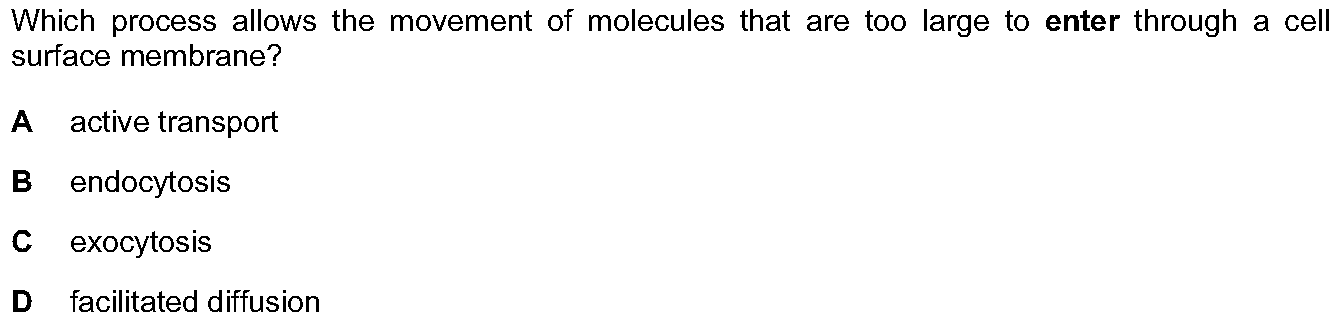 Which process allows the movement of molecules that are too large to enter through a cell
surface membrane?
A active transport
B endocytosis
C exocytosis
D facilitated diffusion